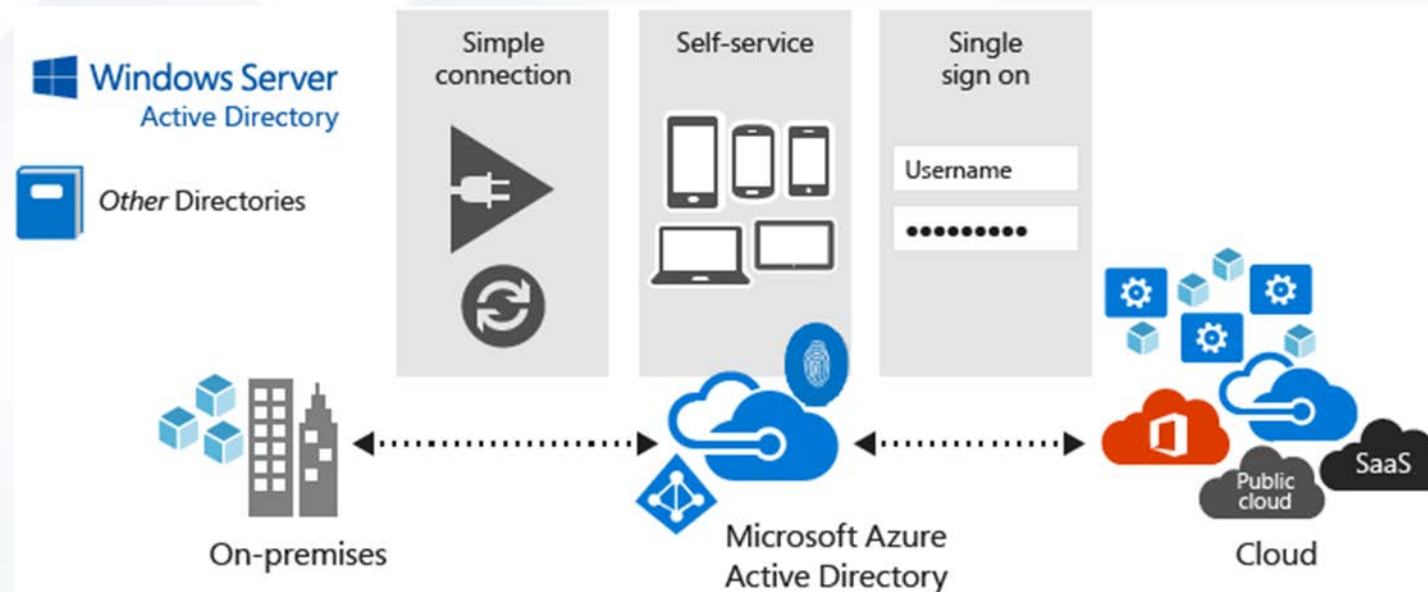 Windows Server
Active Directory
Other Directories
Simple
connection
Self-service
Single
sign on
Username
•••••••••
On-premises
Microsoft Azure
Active Directory
Public
cloud
SaaS
Cloud